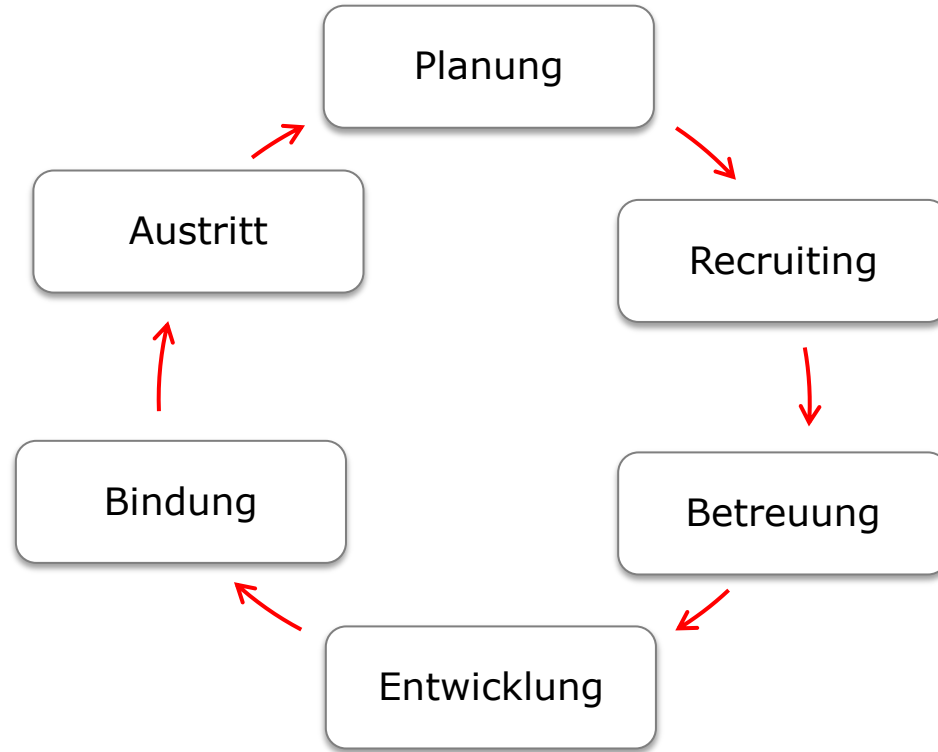 Planung
Recruiting
Betreuung
Entwicklung
Bindung
Austritt